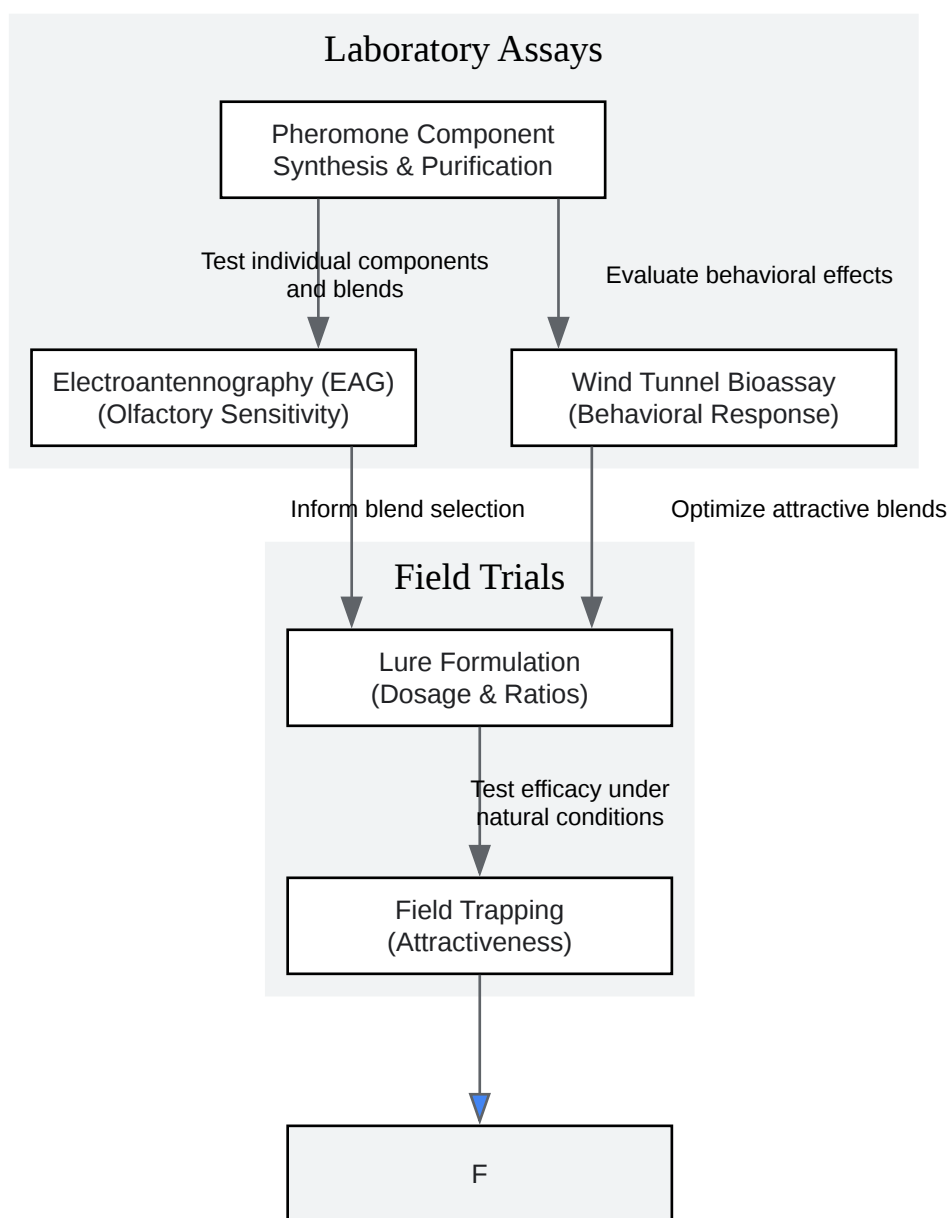 Laboratory Assays
Pheromone Component
Synthesis & Purification
Test individual components
and blends
Evaluate behavioral effects
Electroantennography (EAG)
(Olfactory Sensitivity)
Wind Tunnel Bioassay
(Behavioral Response)
Inform blend selection
Optimize attractive blends
Field Trials
Lure Formulation
(Dosage & Ratios)
Test efficacy under
natural conditions
Field Trapping
(Attractiveness)
F